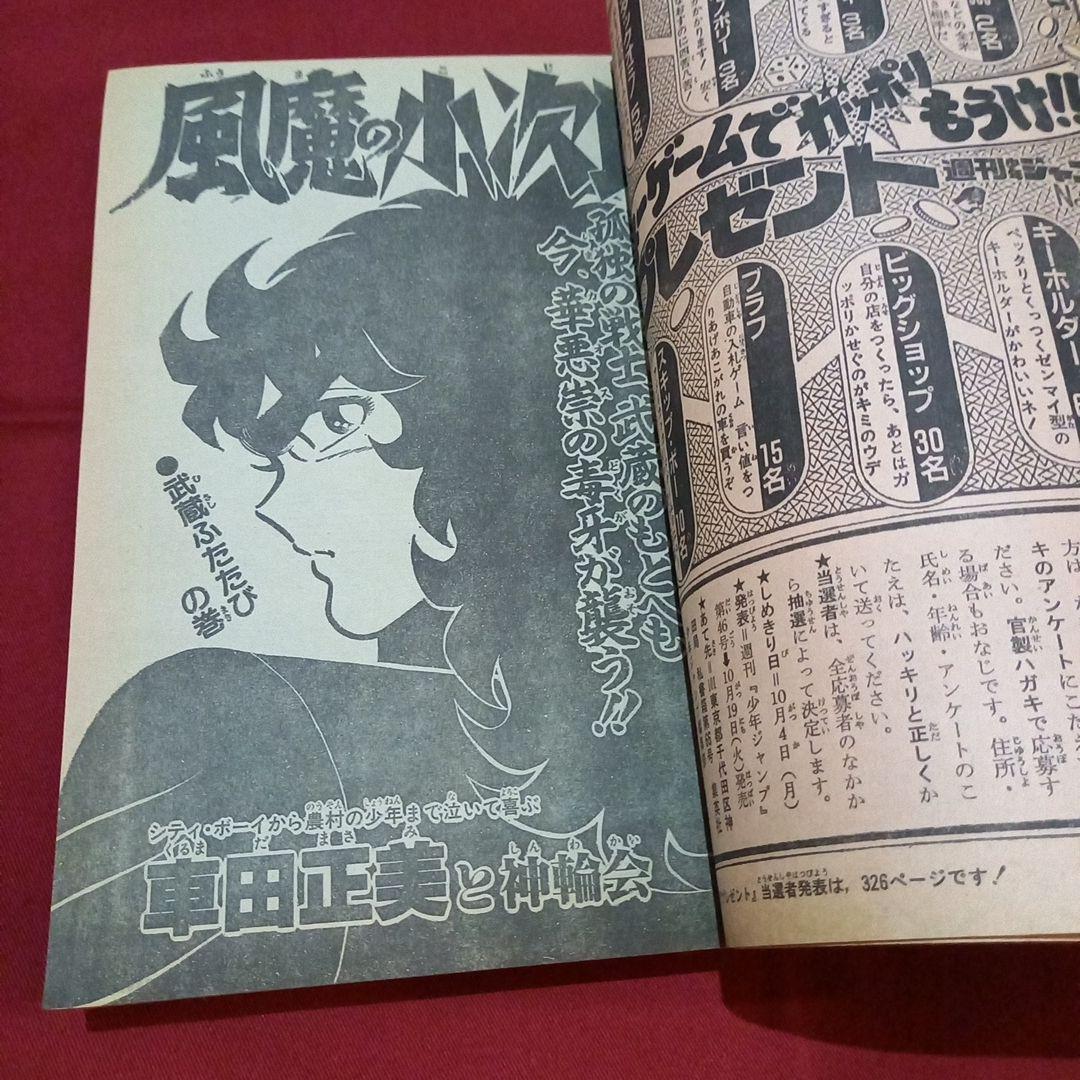 風魔の小次
孤独の戦士武蔵のもとへも
今、華悪崇の毒牙が襲う!!
●武蔵ふたたび
の巻
シティ・ボーイから農村の少年まで泣いて喜ぶ
車田正美と神輪会
ゲームでガッポリもうけ!!
プレゼント
週刊少年ジャン
キーホルダー
ペッタリとくっつくゼンマイ型の
キーホルダーがかわいいネ!
ビッグショップ 30名
自分の店をつくったら、あとはガ
ッポリかせぐのがキミのウデ
ブラフ 15名
自動車の入札ゲーム 言い値をつ
りあげあこがれの車を買うぞ
キのアンケートにこた
ださい。官製ハガキで応募す
る場合もおなじです。住所・
氏名・年齢・アンケートのこ
たえは、ハッキリと正しくか
いて送ってください。
★当選者は、全応募者のなかか
ら抽選によって決定します。
★しめきり日=10月4日(月)
★発表=週刊『少年ジャンプ』
第46号➡10月19日(火)発売
ゼント』当選者発表は,326ページです!